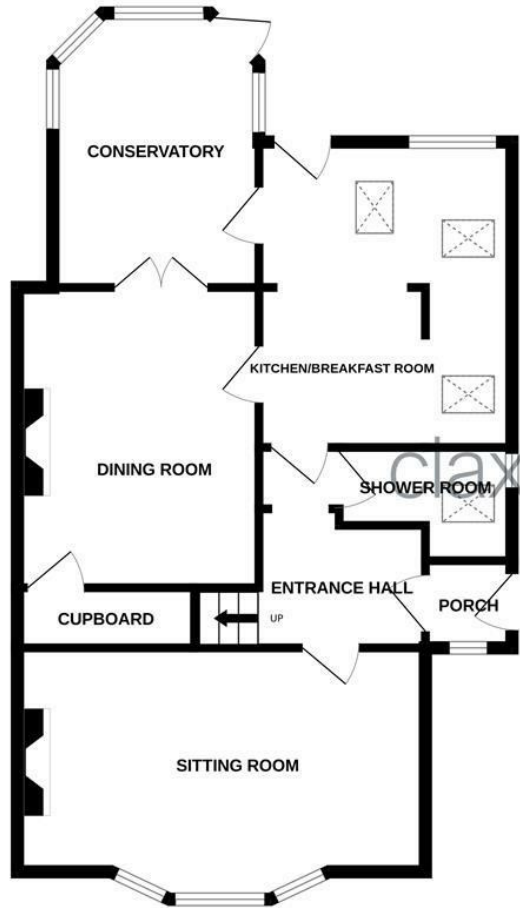 CONSERVATORY
KITCHEN/BREAKFAST ROOM
DINING ROOM
clax
SHOWER ROOM
ENTRANCE HALL
PORCH
CUPBOARD
UP
SITTING ROOM